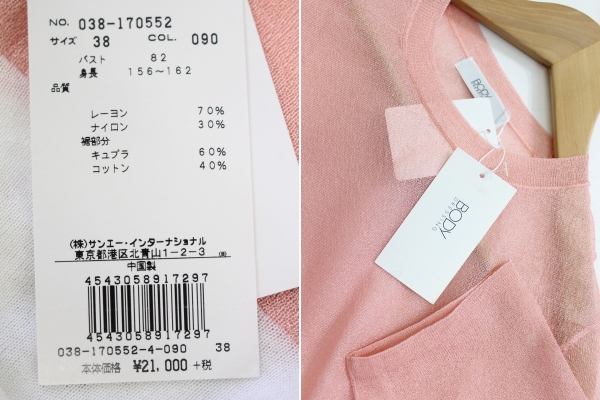 NO. 038-170552
サイズ 38 COL. 090
バスト 82
身長 156～162
品質
レーヨン 70%
ナイロン 30%
裾部分
キュプラ 60%
コットン 40%
(株)サンエー・インターナショナル
東京都港区北青山1-2-3
中国製
4543058917297
4543058917297
038-170552-4-090 38
本体価格 ¥21,000 +税
BODY
BODY
DRESSING